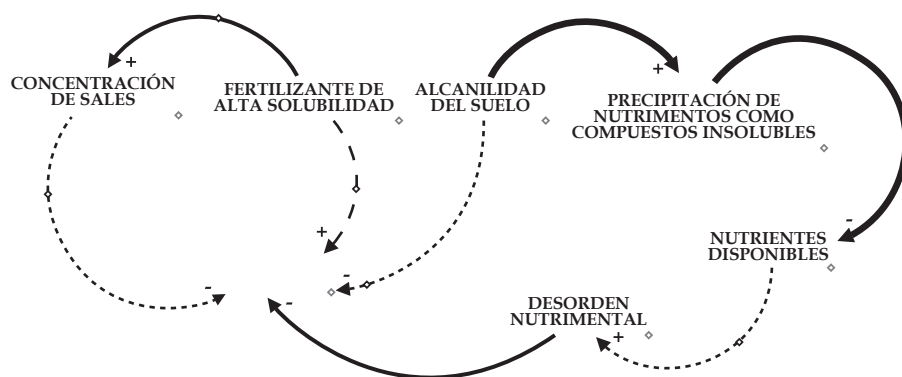 +
CONCENTRACIÓN
DE SALES
FERTILIZANTE DE
ALTA SOLUBILIDAD
ALCANILIDAD
DEL SUELO
+
PRECIPITACIÓN DE
NUTRIMENTOS COMO
COMPUESTOS INSOLUBLES
+
-
NUTRIENTES
DISPONIBLES
-
-
-
DESORDEN
NUTRIMENTAL
+